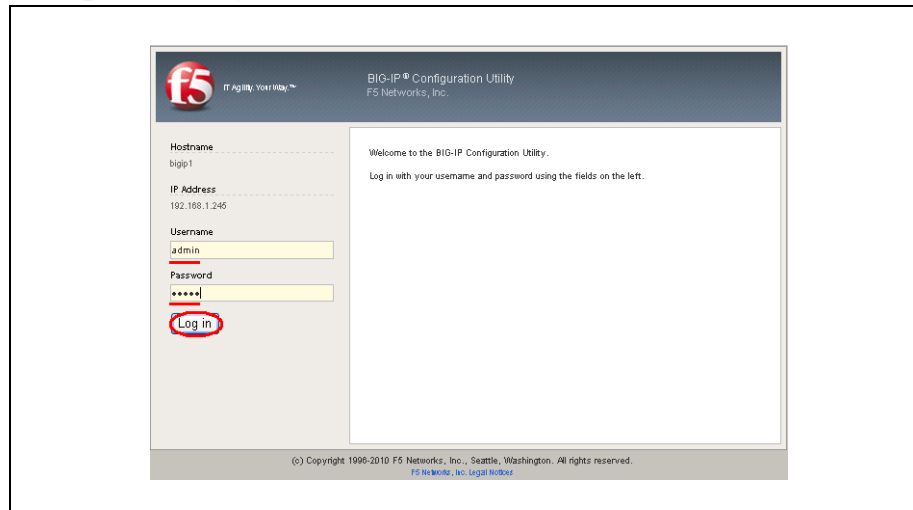 f5
IT Agility. Your Way.™
BIG-IP® Configuration Utility
F5 Networks, Inc.
Hostname
bigip1
IP Address
192.168.1.245
Username
admin
Password
•••••
Log in
Welcome to the BIG-IP Configuration Utility.
Log in with your username and password using the fields on the left.
(c) Copyright 1996-2010 F5 Networks, Inc., Seattle, Washington. All rights reserved.
F5 Networks, Inc. Legal Notices